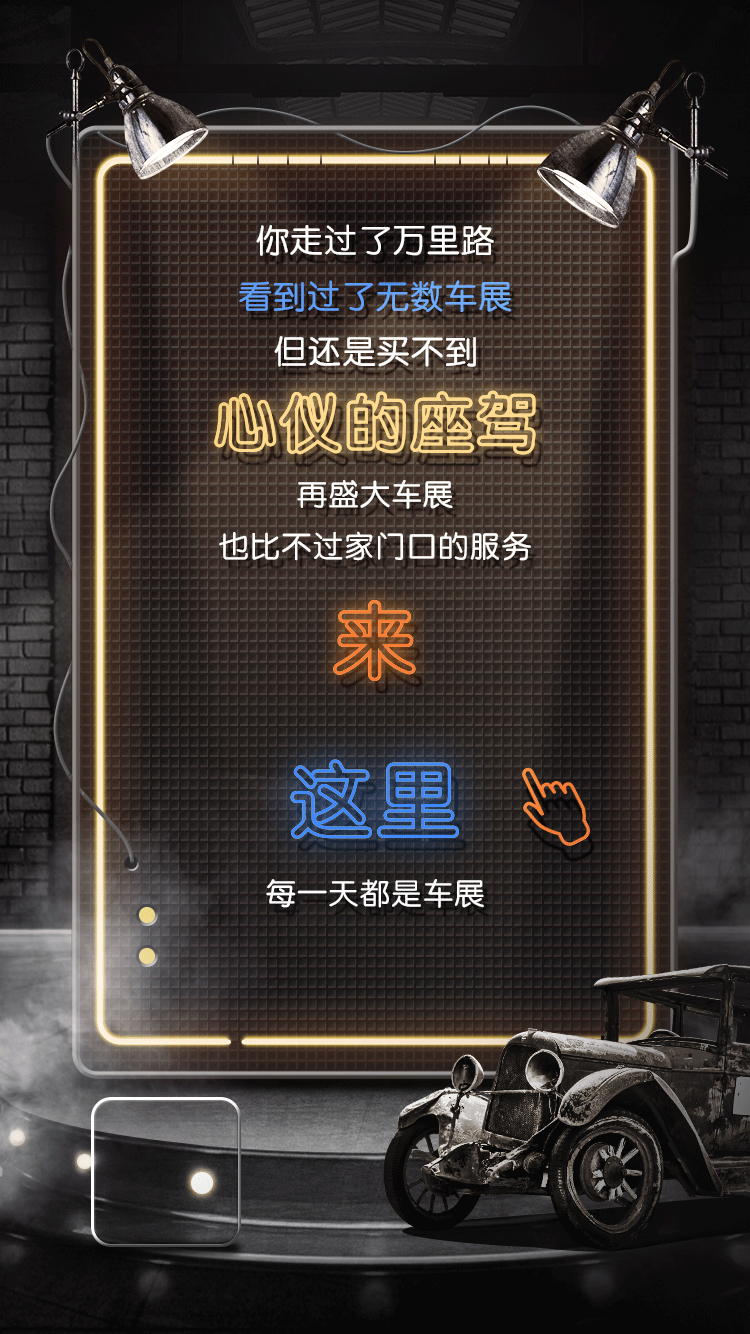 你走过了万里路
看到过了无数车展
但还是买不到
心仪的座驾
再盛大车展
也比不过家门口的服务
来
这里
每一天都是车展